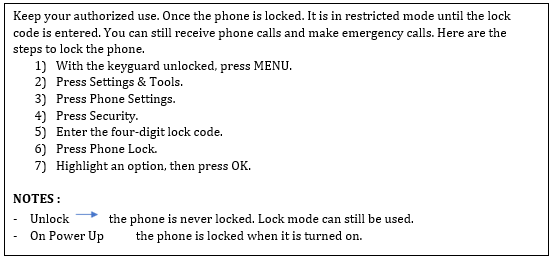 Keep your authorized use. Once the phone is locked. It is in restricted mode until the lock
code is entered. You can still receive phone calls and make emergency calls. Here are the
steps to lock the phone.
1) With the keyguard unlocked, press MENU.
2) Press Settings & Tools.
3) Press Phone Settings.
4) Press Security.
5) Enter the four-digit lock code.
6) Press Phone Lock.
7) Highlight an option, then press OK.
NOTES :
- Unlock → the phone is never locked. Lock mode can still be used.
- On Power Up the phone is locked when it is turned on.